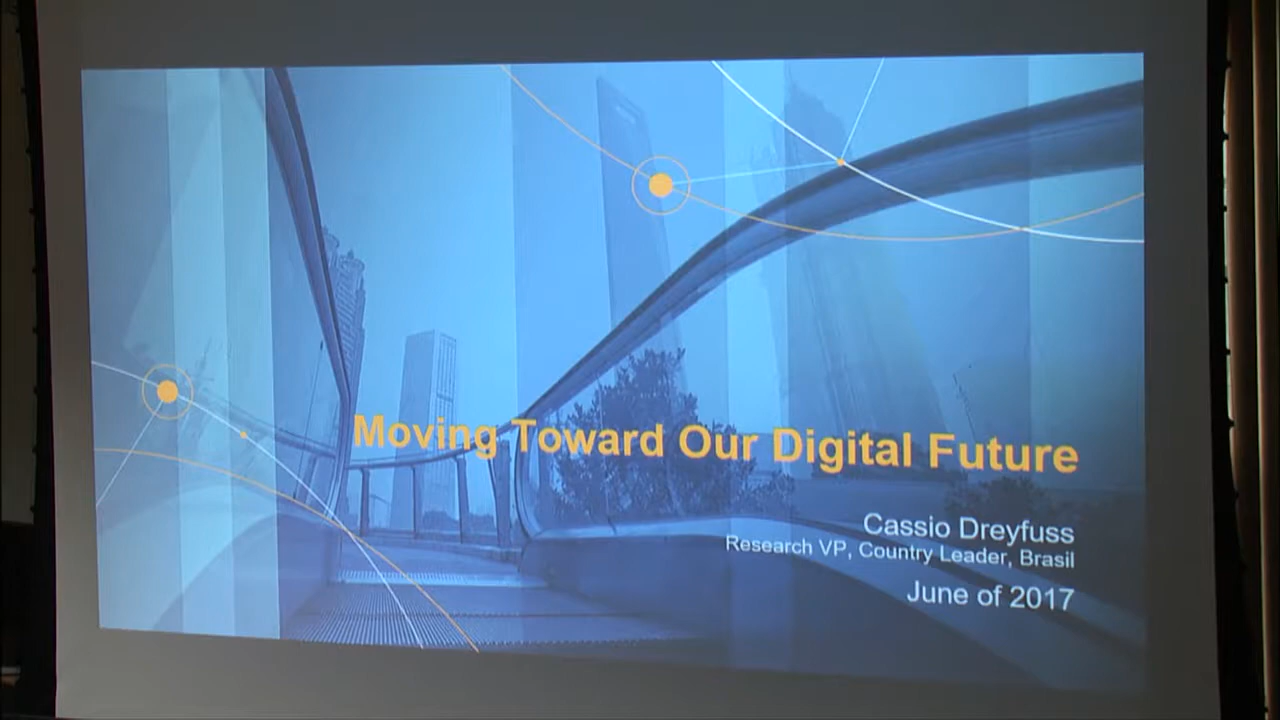 Moving Toward Our Digital Future
Cassio Dreyfuss
Research VP, Country Leader, Brasil
June of 2017